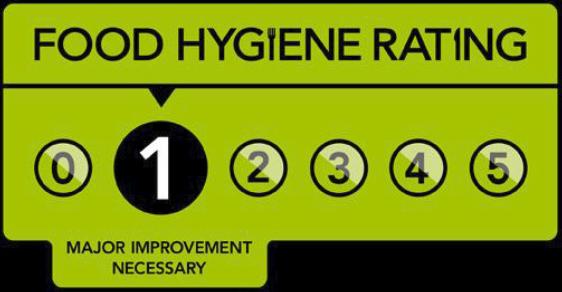 FOOD HYGIENE RATING
0 1 2 3 4 5
MAJOR IMPROVEMENT
NECESSARY